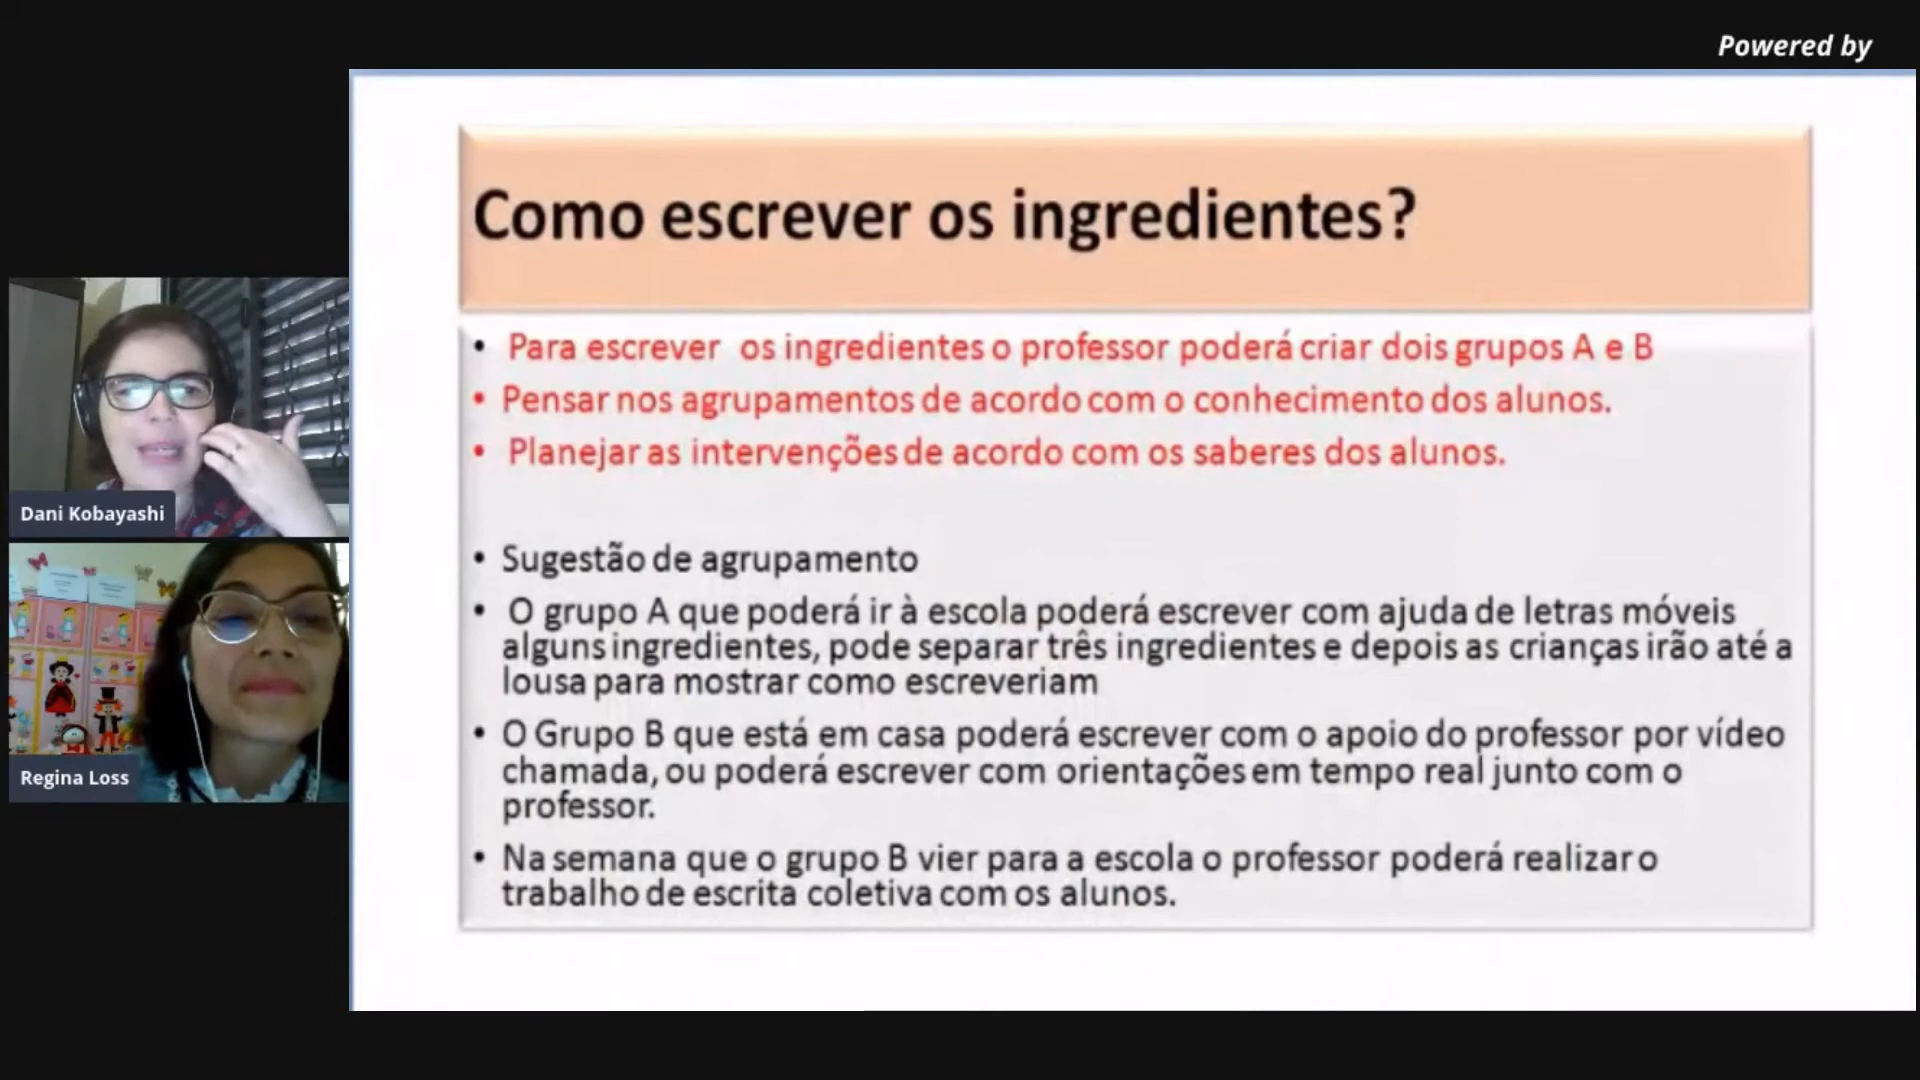 Powered by
Como escrever os ingredientes?
• Para escrever os ingredientes o professor poderá criar dois grupos A e B
• Pensar nos agrupamentos de acordo com o conhecimento dos alunos.
• Planejar as intervenções de acordo com os saberes dos alunos.
• Sugestão de agrupamento
• O grupo A que poderá ir à escola poderá escrever com ajuda de letras móveis
alguns ingredientes, pode separar três ingredientes e depois as crianças irão até a
lousa para mostrar como escreveriam
• O Grupo B que está em casa poderá escrever com o apoio do professor por vídeo
chamada, ou poderá escrever com orientações em tempo real junto com o
professor.
• Na semana que o grupo B vier para a escola o professor poderá realizar o
trabalho de escrita coletiva com os alunos.
Dani Kobayashi
Regina Loss